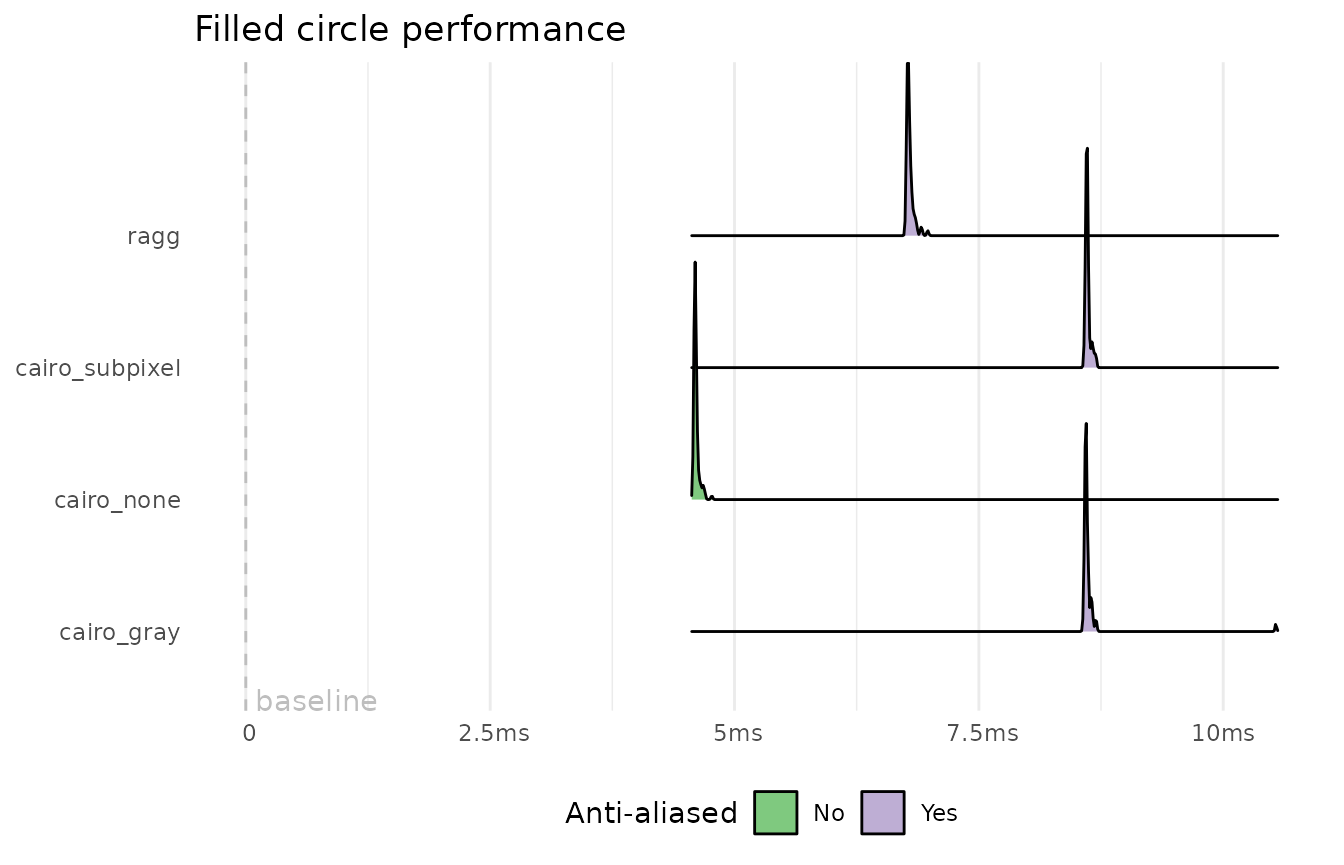 Filled circle performance
ragg
cairo_subpixel
cairo_none
cairo_gray
baseline
0 2.5ms 5ms 7.5ms 10ms
Anti-aliased No Yes